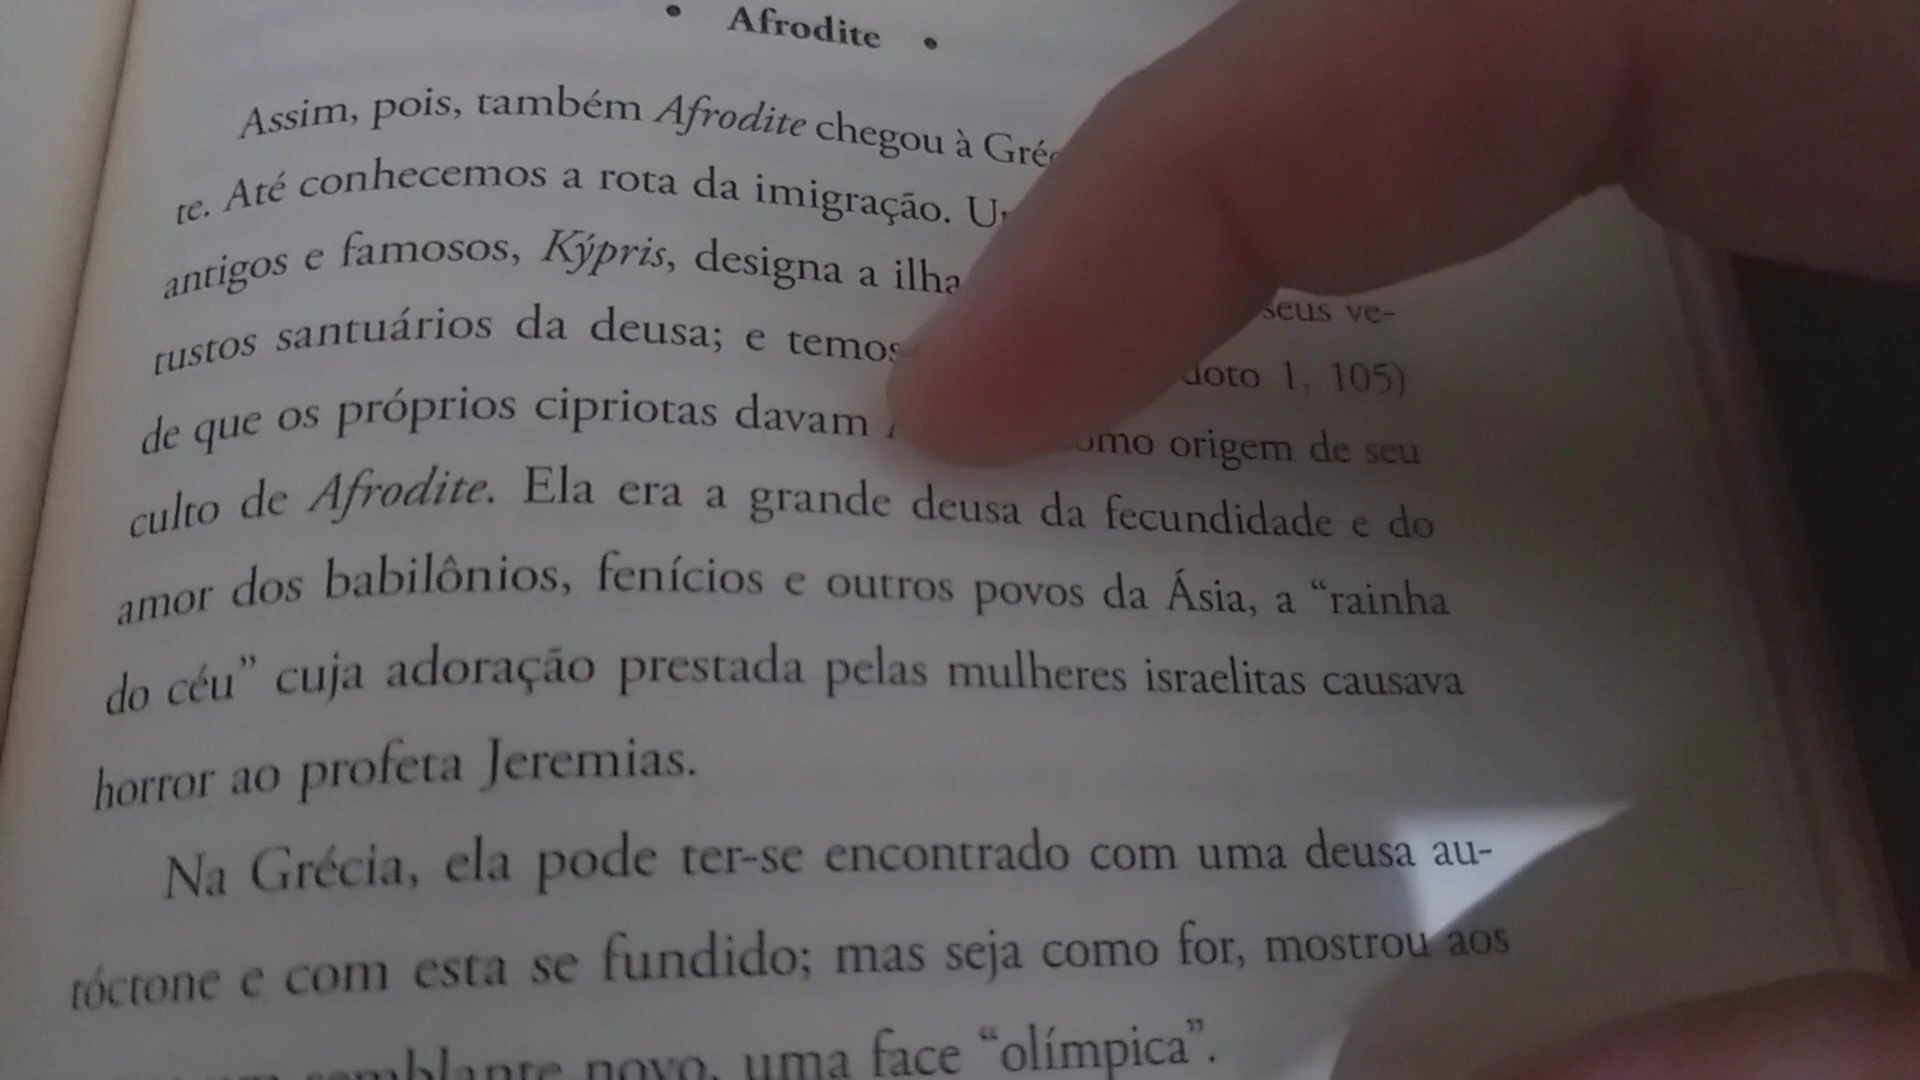 • Afrodite •
Assim, pois, também Afrodite chegou à
te. Até conhecemos a rota da imigração.
antigos e famosos, Kýpris, designa a ilha
seus ve-
tustos santuários da deusa; e temos 1, 105)
de que os próprios cipriotas davam origem de seu
culto de Afrodite. Ela era a grande deusa da fecundidade e do
amor dos babilônios, fenícios e outros povos da Ásia, a “rainha
do céu” cuja adoração prestada pelas mulheres israelitas causava
horror ao profeta Jeremias.
Na Grécia, ela pode ter-se encontrado com uma deusa au-
tóctone e com esta se fundido; mas seja como for, mostrou aos
semblante novo, uma face “olímpica”.